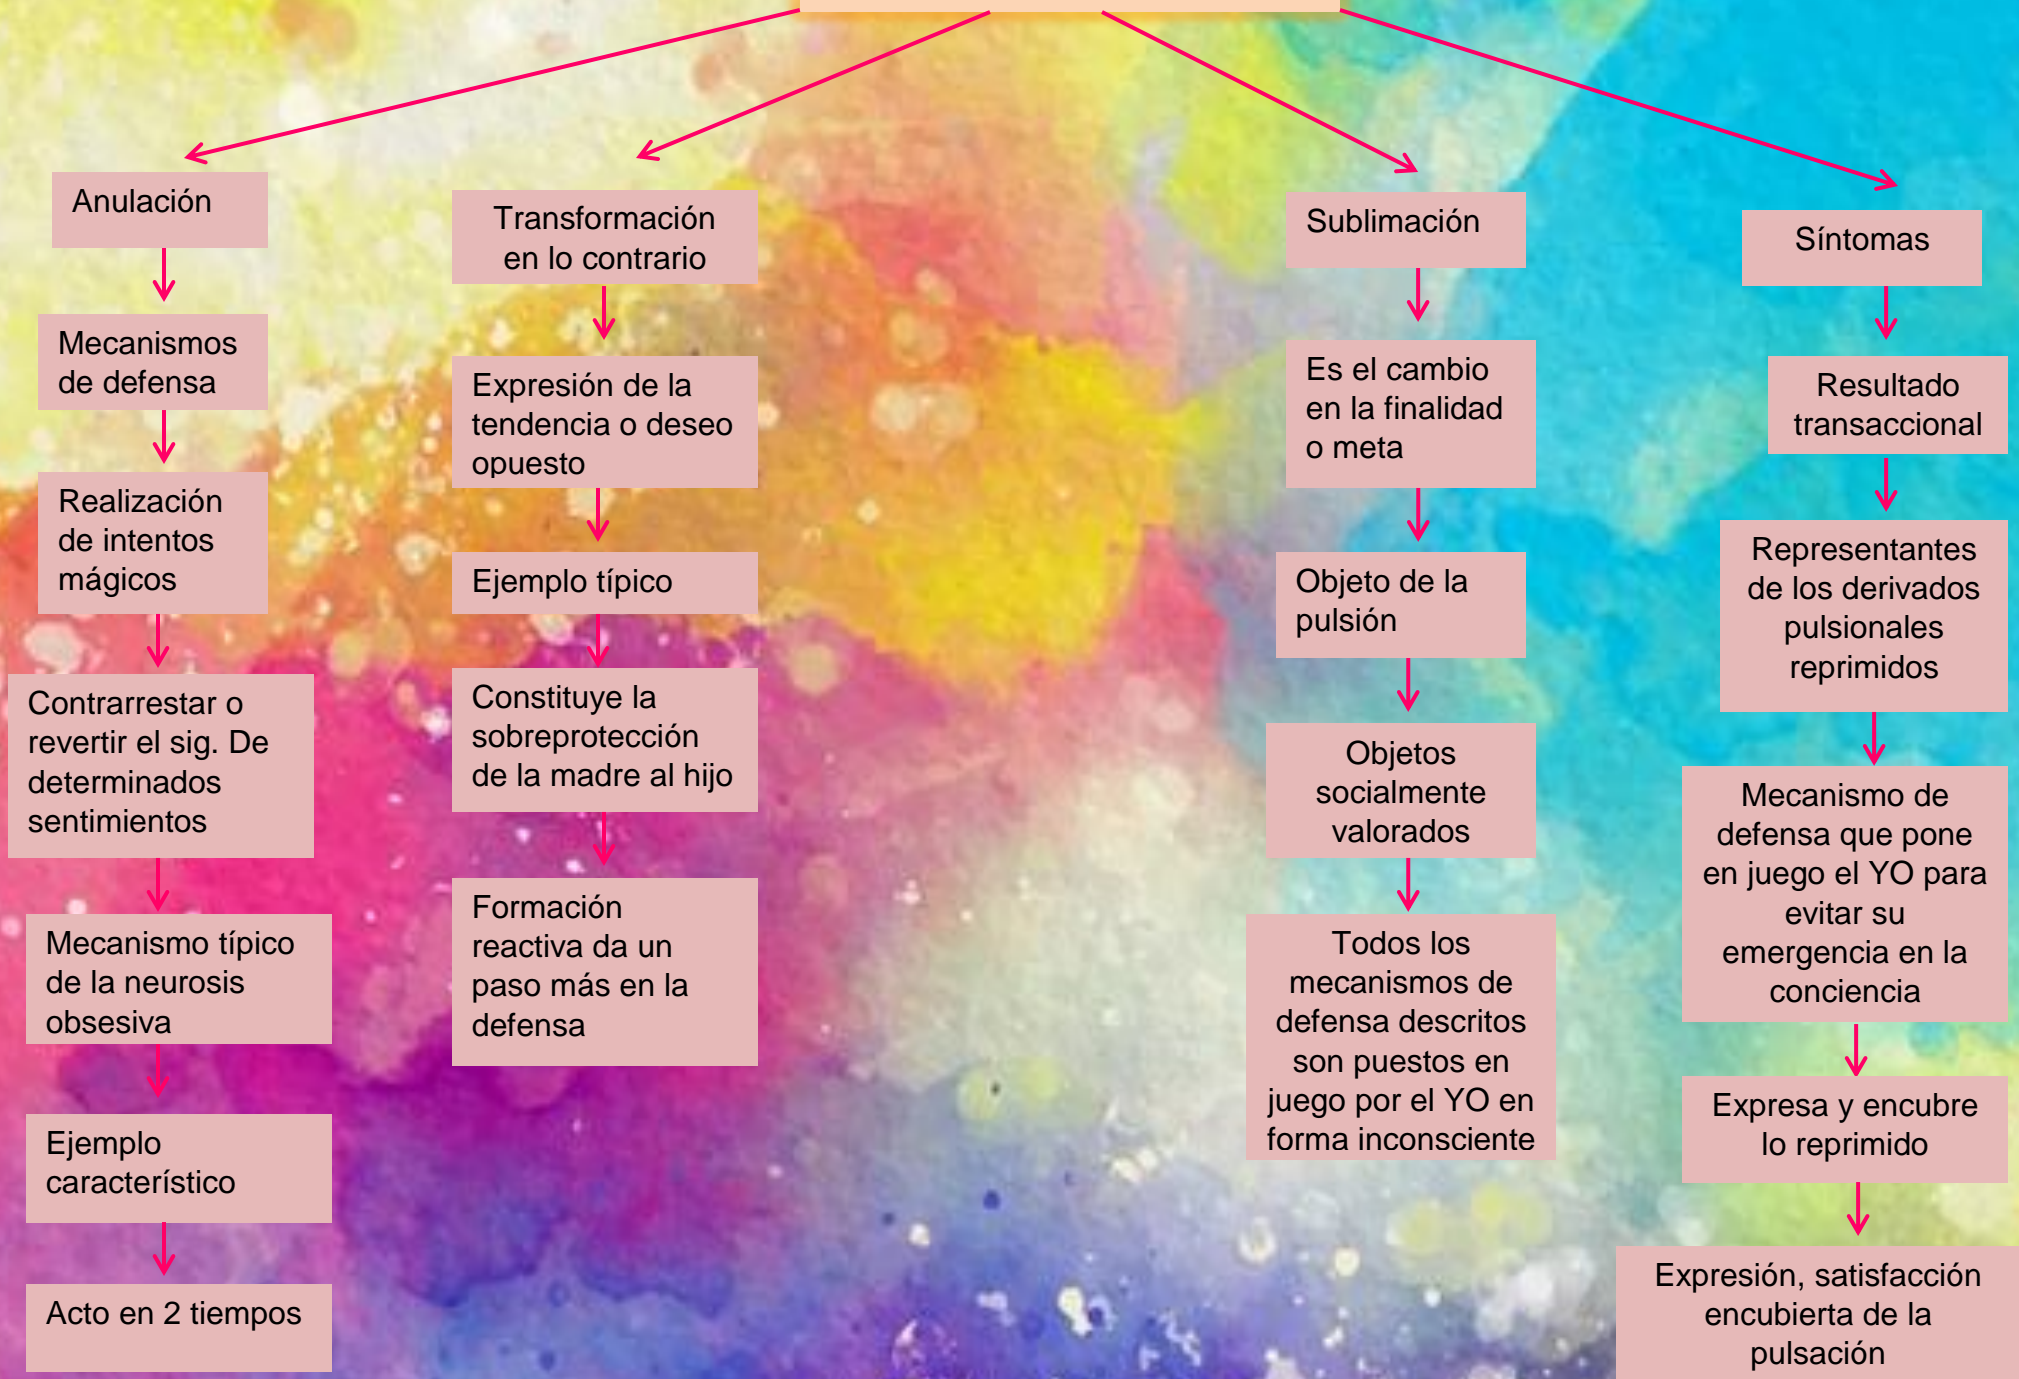 Anulación
Mecanismos
de defensa
Realización
de intentos
mágicos
Contrarrestar o
revertir el sig. De
determinados
sentimientos
Mecanismo típico
de la neurosis
obsesiva
Ejemplo
característico
Acto en 2 tiempos
Transformación
en lo contrario
Expresión de la
tendencia o deseo
opuesto
Ejemplo típico
Constituye la
sobreprotección
de la madre al hijo
Formación
reactiva da un
paso más en la
defensa
Sublimación
Es el cambio
en la finalidad
o meta
Objeto de la
pulsión
Objetos
socialmente
valorados
Todos los
mecanismos de
defensa descritos
son puestos en
juego por el YO en
forma inconsciente
Síntomas
Resultado
transaccional
Representantes
de los derivados
pulsionales
reprimidos
Mecanismo de
defensa que pone
en juego el YO para
evitar su
emergencia en la
conciencia
Expresa y encubre
lo reprimido
Expresión, satisfacción
encubierta de la
pulsación